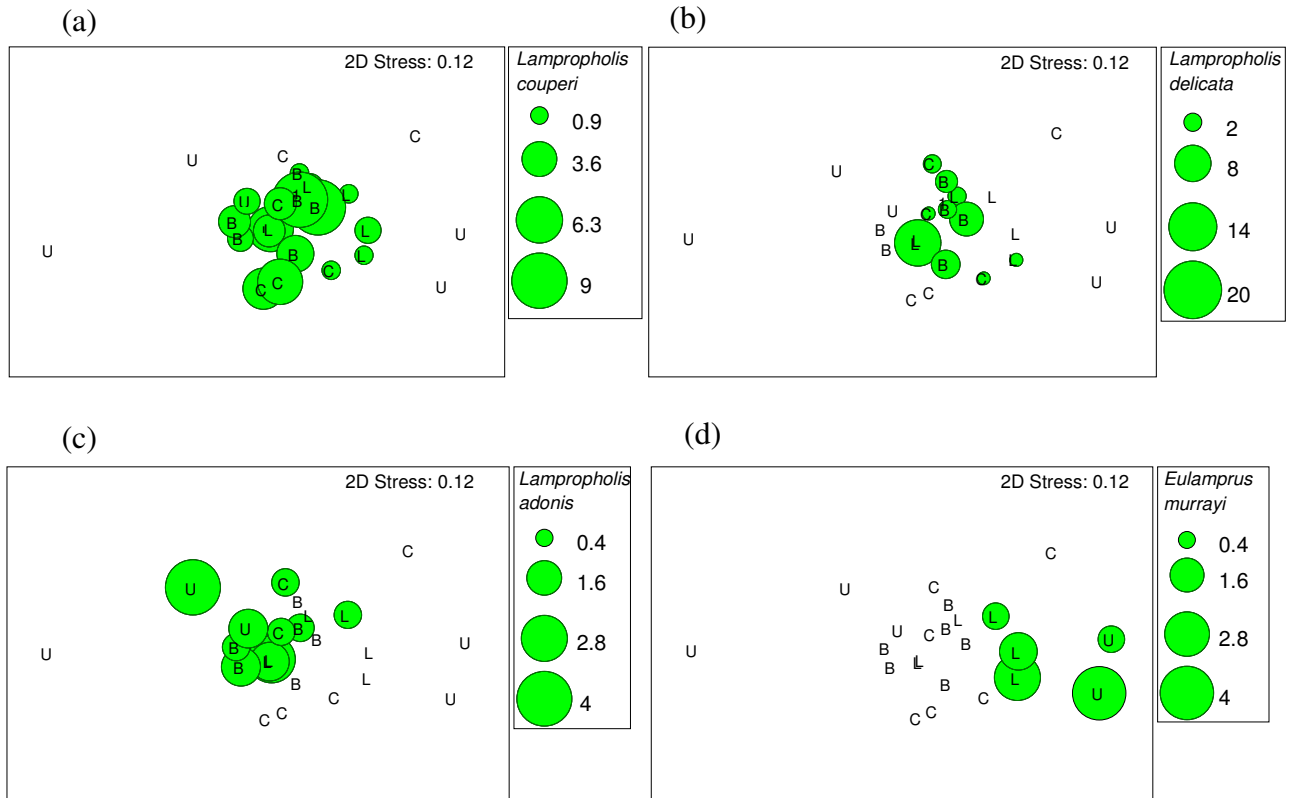 (a)
2D Stress: 0.12
C
U
C
B
L
L
U
C
B
B
B
B
L
L
U
U
B
L
C
U
C
C
Lampropholis
couperi
0.9
3.6
6.3
9
(b)
2D Stress: 0.12
C
C
U
B
L
L
U
C
B
B
B
U
L
U
B
L
B
L
C
U
C
C
Lampropholis
delicata
2
8
14
20
(c)
2D Stress: 0.12
C
U
C
B
L
L
U
C
B
B
U
B
L
L
U
B
L
B
C
U
C
C
Lampropholis
adonis
0.4
1.6
2.8
4
(d)
2D Stress: 0.12
C
U
C
B
L
L
U
C
B
B
U
B
L
U
L
B
L
B
C
U
C
C
Eulamprus
murrayi
0.4
1.6
2.8
4